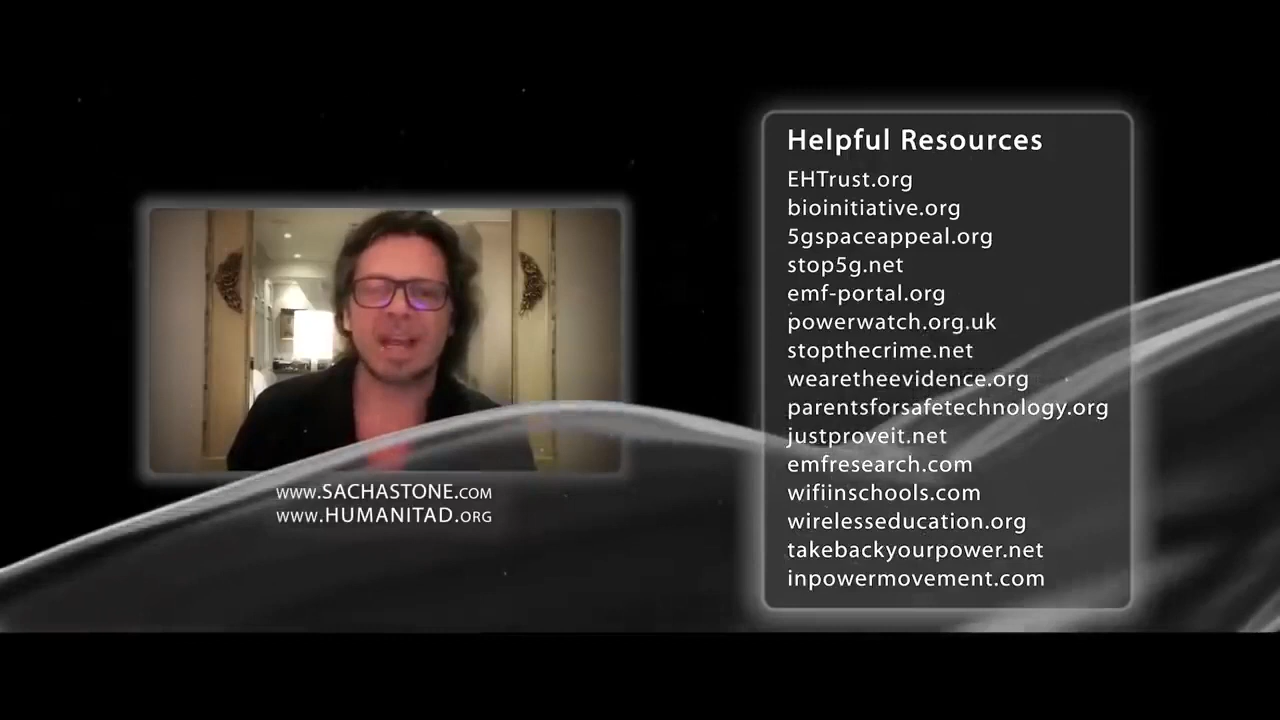 Helpful Resources
EHTrust.org
bioinitiative.org
5gspaceappeal.org
stop5g.net
emf-portal.org
powerwatch.org.uk
stopthecrime.net
wearetheevidence.org
parentsforsafetechnology.org
justproveit.net
emfresearch.com
wifiinschools.com
wirelesseducation.org
takebackyourpower.net
inpowermovement.com
www.SACHASTONE.COM
www.HUMANITAD.ORG